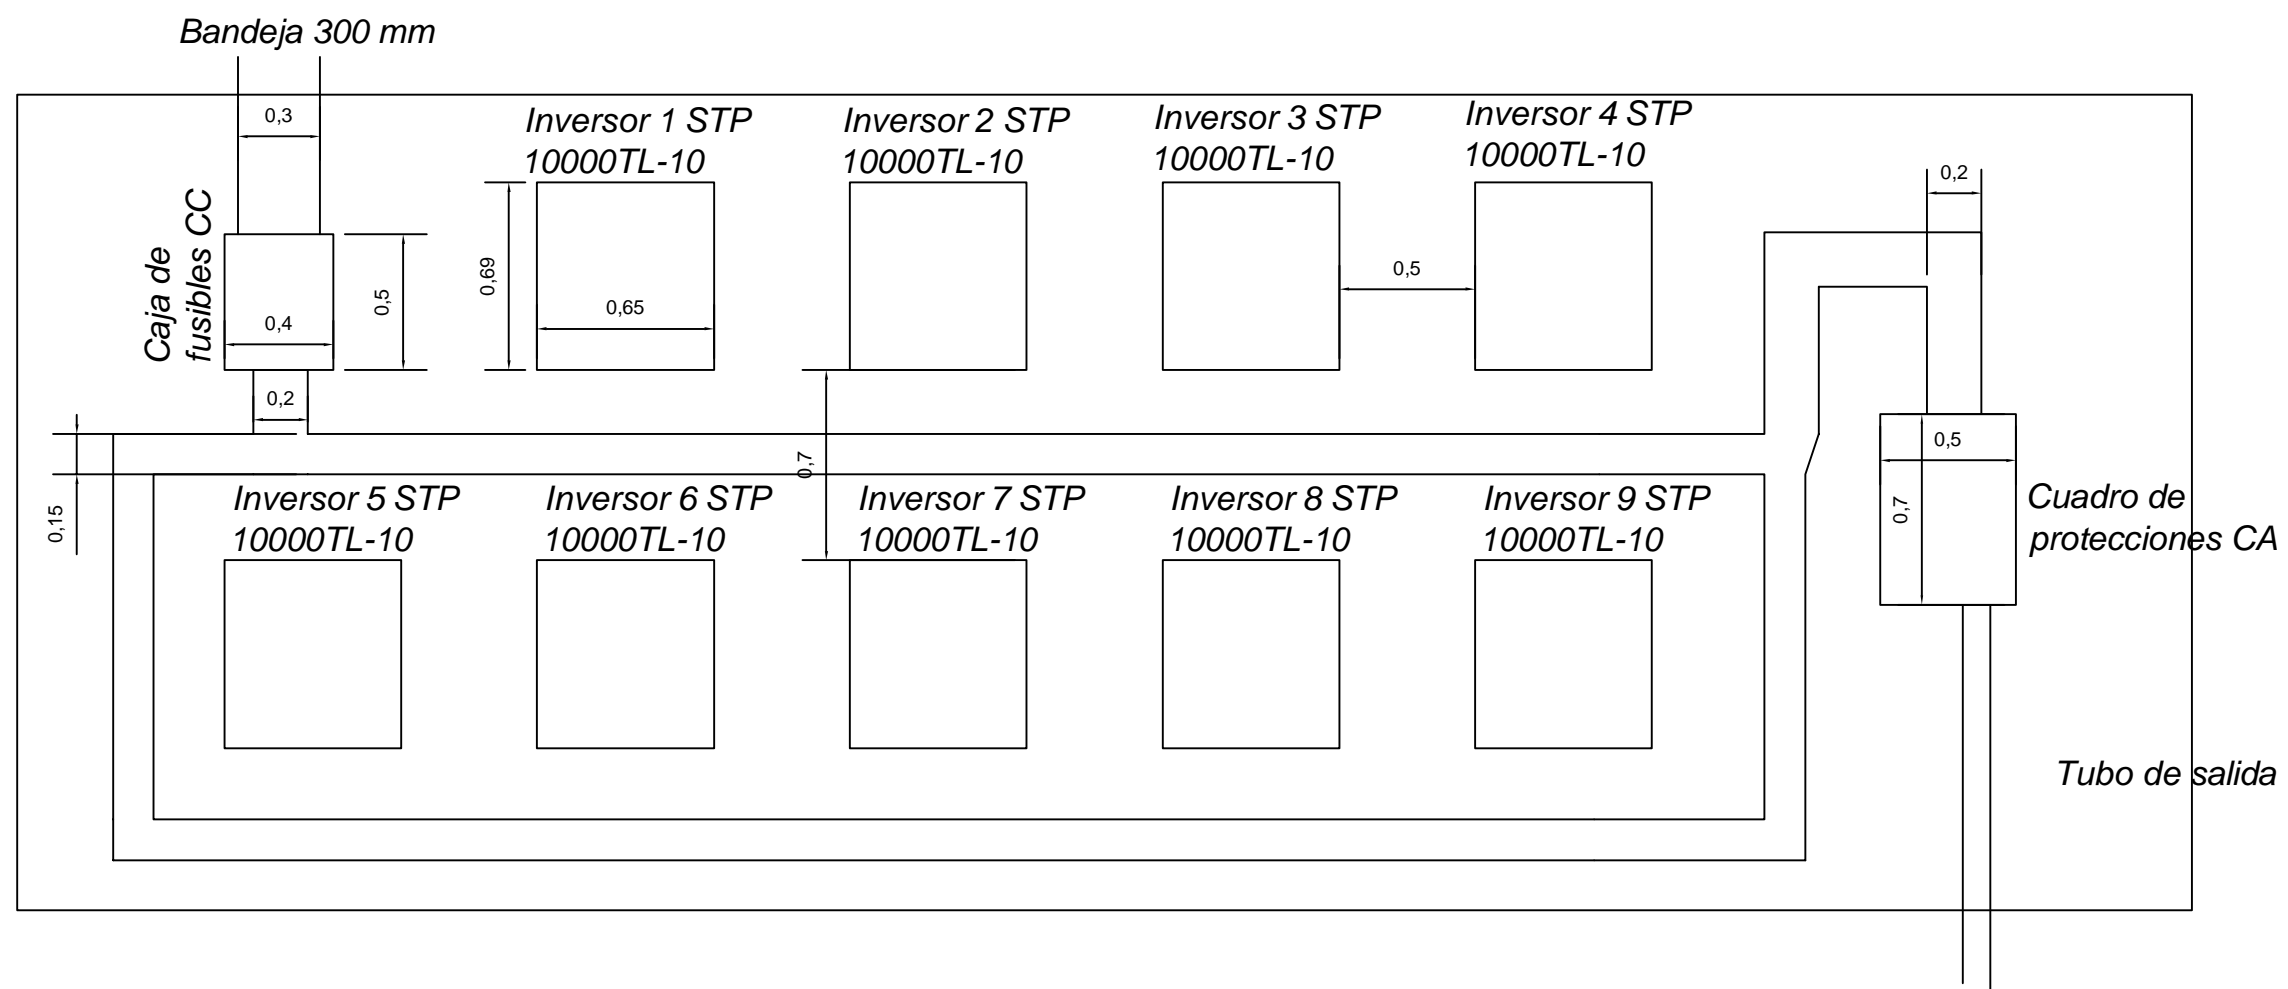 Bandeja 300 mm
0,3
Inversor 1 STP
10000TL-10
Inversor 2 STP
10000TL-10
Inversor 3 STP
10000TL-10
Inversor 4 STP
10000TL-10
0,2
Caja de
fusibles CC
0,4
0,5
0,69
0,65
0,5
0,2
0,7
0,15
0,5
0,7
Inversor 5 STP
10000TL-10
Inversor 6 STP
10000TL-10
Inversor 7 STP
10000TL-10
Inversor 8 STP
10000TL-10
Inversor 9 STP
10000TL-10
Cuadro de
protecciones CA
Tubo de salida